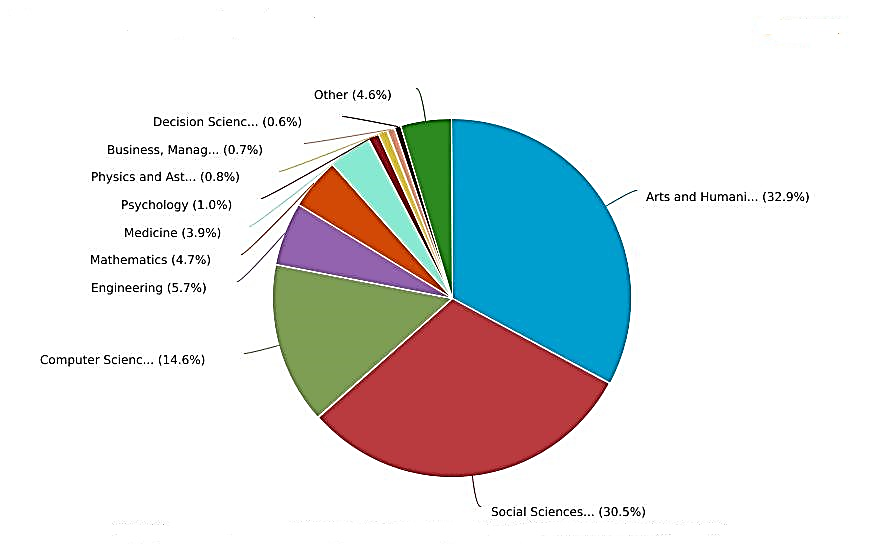 Other (4.6%)
Decision Scienc... (0.6%)
Business, Manag... (0.7%)
Physics and Ast... (0.8%)
Psychology (1.0%)
Medicine (3.9%)
Mathematics (4.7%)
Engineering (5.7%)
Computer Scienc... (14.6%)
Arts and Humani... (32.9%)
Social Sciences... (30.5%)